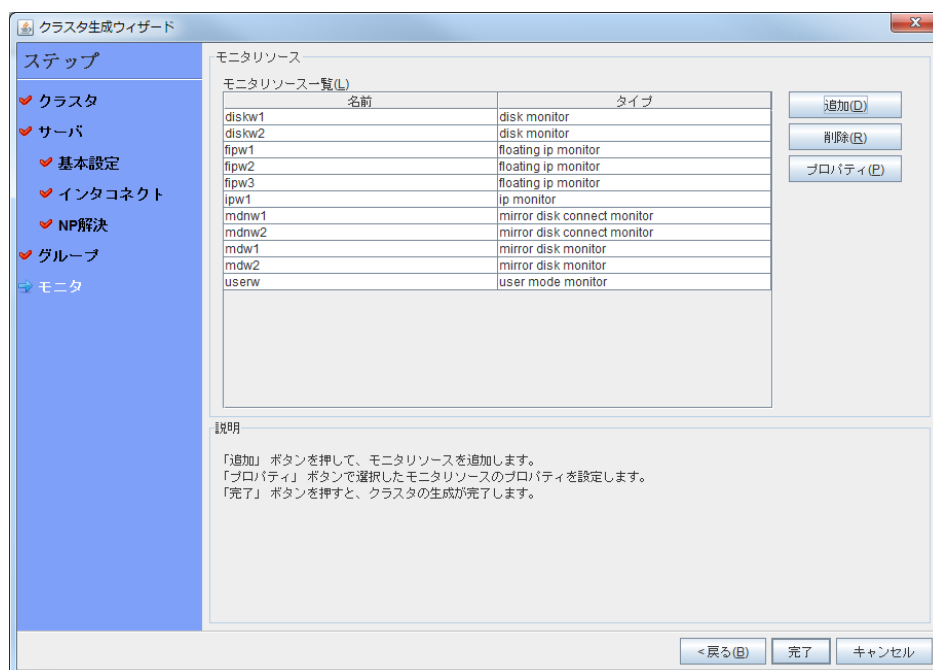 クラスタ生成ウィザード
ステップ
クラスタ
サーバ
基本設定
インタコネクト
NP解決
グループ
モニタ
モニタリソース
モニタリソース一覧(L)
名前 タイプ
diskw1 disk monitor
diskw2 disk monitor
fipw1 floating ip monitor
fipw2 floating ip monitor
fipw3 floating ip monitor
ipw1 ip monitor
mdnw1 mirror disk connect monitor
mdnw2 mirror disk connect monitor
mdw1 mirror disk monitor
mdw2 mirror disk monitor
userw user mode monitor
追加(D)
削除(R)
プロパティ(P)
説明
「追加」 ボタンを押して、モニタリソースを追加します。
「プロパティ」 ボタンで選択したモニタリソースのプロパティを設定します。
「完了」 ボタンを押すと、クラスタの生成が完了します。
<戻る(B) 完了 キャンセル